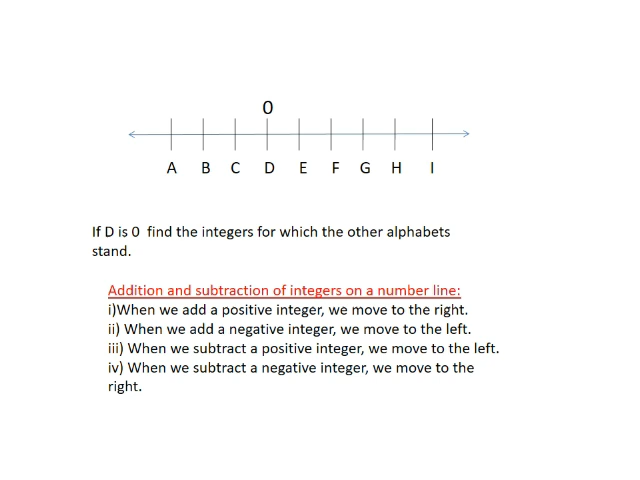 0
A B C D E F G H I
If D is 0 find the integers for which the other alphabets
stand.
Addition and subtraction of integers on a number line:
i)When we add a positive integer, we move to the right.
ii) When we add a negative integer, we move to the left.
iii) When we subtract a positive integer, we move to the left.
iv) When we subtract a negative integer, we move to the
right.